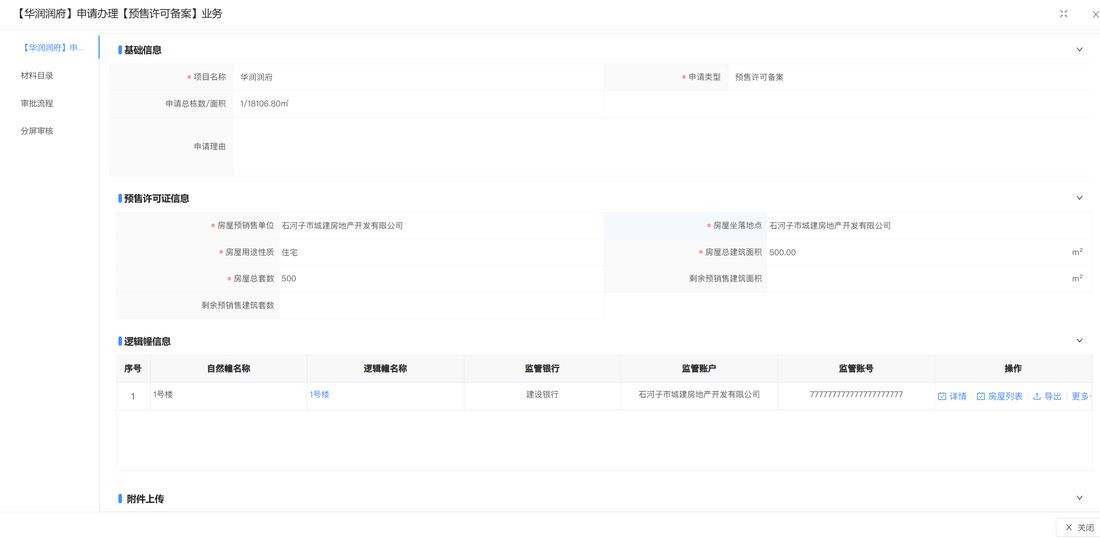 【华润润府】申请办理【预售许可备案】业务
【华润润府】申...
材料目录
审批流程
分屏审核
基础信息
* 项目名称 华润润府 * 申请类型 预售许可备案
申请总栋数/面积 1/18106.80㎡
申请理由
预售许可证信息
* 房屋预销售单位 石河子市城建房地产开发有限公司 * 房屋坐落地点 石河子市城建房地产开发有限公司
* 房屋用途性质 住宅 * 房屋总建筑面积 500.00 m²
* 房屋总套数 500 剩余预销售建筑面积 m²
剩余预销售建筑套数
逻辑幢信息
序号 自然幢名称 逻辑幢名称 监管银行 监管账户 监管账号 操作
1 1号楼 1号楼 建设银行 石河子市城建房地产开发有限公司 777777777777777777777 详情 房屋列表 导出 更多
附件上传
关闭